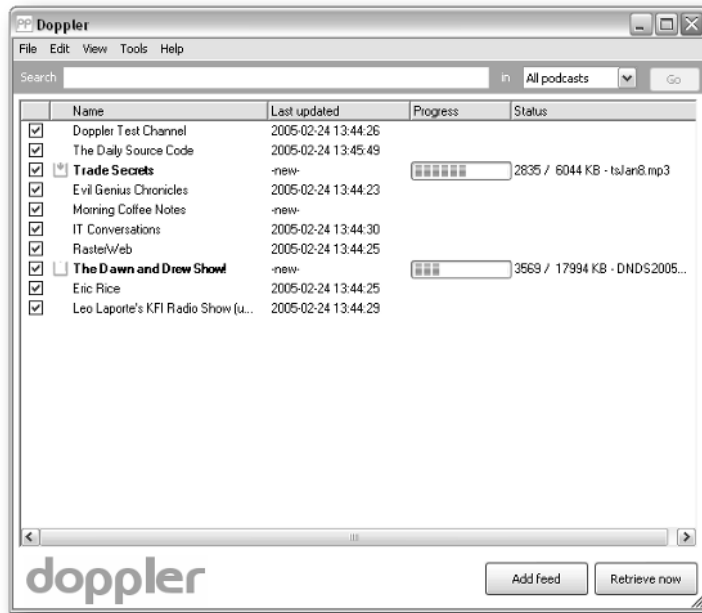 Doppler
File Edit View Tools Help
Search in All podcasts Go
Name Last updated Progress Status
Doppler Test Channel 2005-02-24 13:44:26
The Daily Source Code 2005-02-24 13:45:49
Trade Secrets -new- 2835 / 6044 KB - tsJan8.mp3
Evil Genius Chronicles 2005-02-24 13:44:23
Morning Coffee Notes -new-
IT Conversations 2005-02-24 13:44:30
RasterWeb 2005-02-24 13:44:25
The Dawn and Drew Show! -new- 3569 / 17994 KB - DNDS2005...
Eric Rice 2005-02-24 13:44:25
Leo Laporte's KFI Radio Show (u... 2005-02-24 13:44:29
doppler Add feed Retrieve now